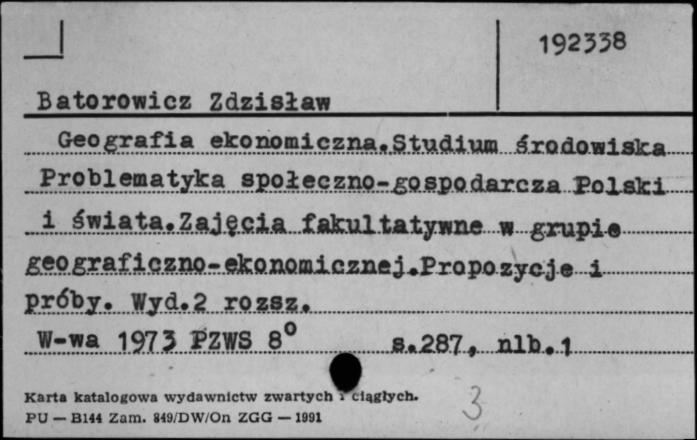 192338
Batorowicz Zdzisław
Geografia ekonomiczna.Studium środowiska
Problematyka społeczno-gospodarcza Polski
i świata.Zajęcia fakultatywne w grupie
geograficzno-ekonomicznej.Propozycje i
próby. Wyd.2 rozsz.
W-wa 1973 PZWS 8° s.287, nlb.1
Karta katalogowa wydawnictw zwartych i ciągłych.
PU — B144 Zam. 849/DW/On ZGG — 1991
3